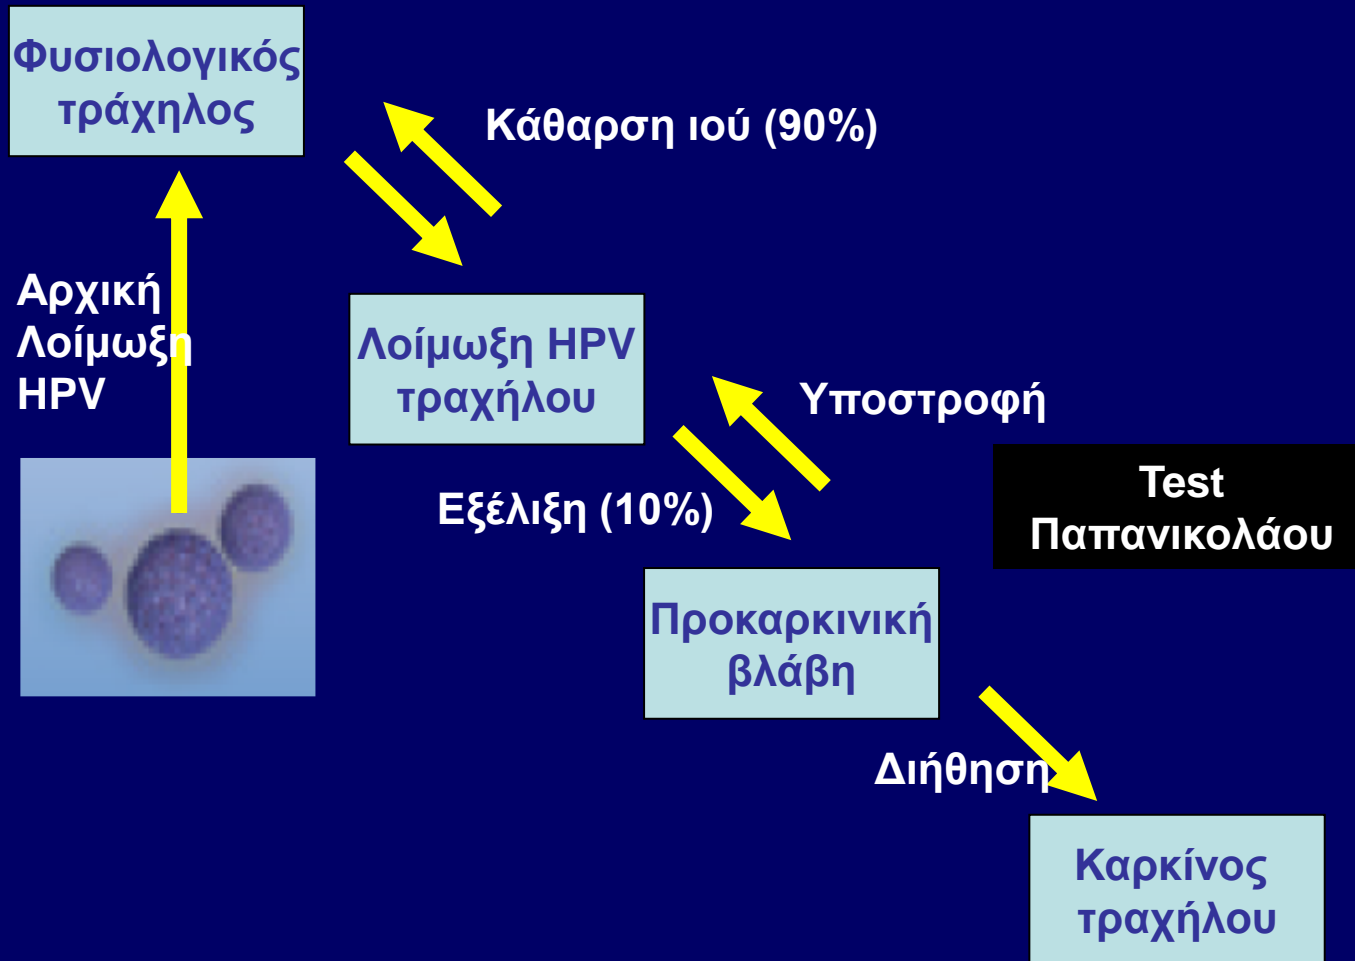 Φυσιολογικός
τράχηλος
Κάθαρση ιού (90%)
Αρχική
Λοίμωξη
HPV
Λοίμωξη HPV
τραχήλου
Υποστροφή
Εξέλιξη (10%)
Test
Παπανικολάου
Προκαρκινική
βλάβη
Διήθηση
Καρκίνος
τραχήλου